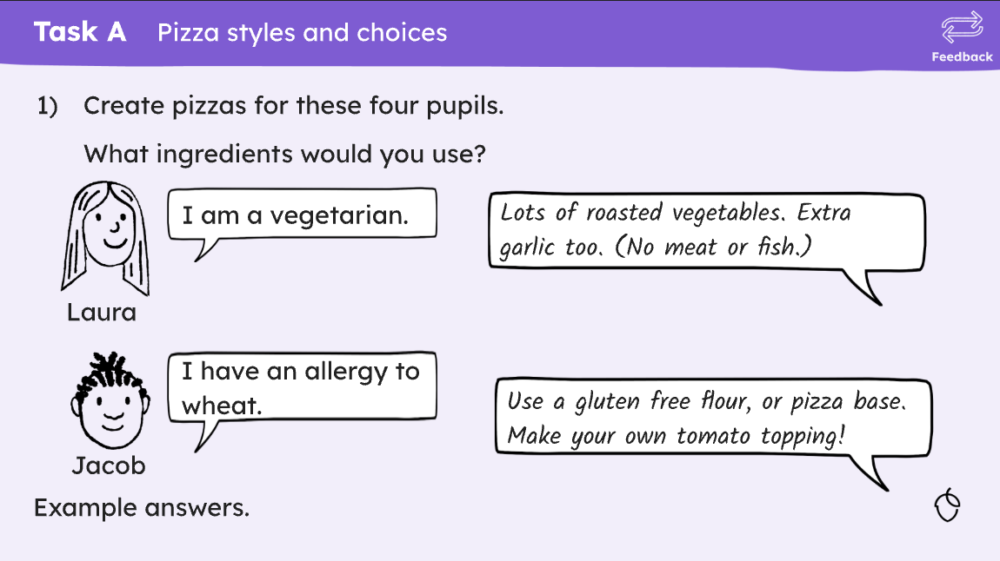 Task A Pizza styles and choices
Feedback
1) Create pizzas for these four pupils.
What ingredients would you use?
I am a vegetarian.
Lots of roasted vegetables. Extra
garlic too. (No meat or fish.)
Laura
I have an allergy to
wheat.
Use a gluten free flour, or pizza base.
Make your own tomato topping!
Jacob
Example answers.